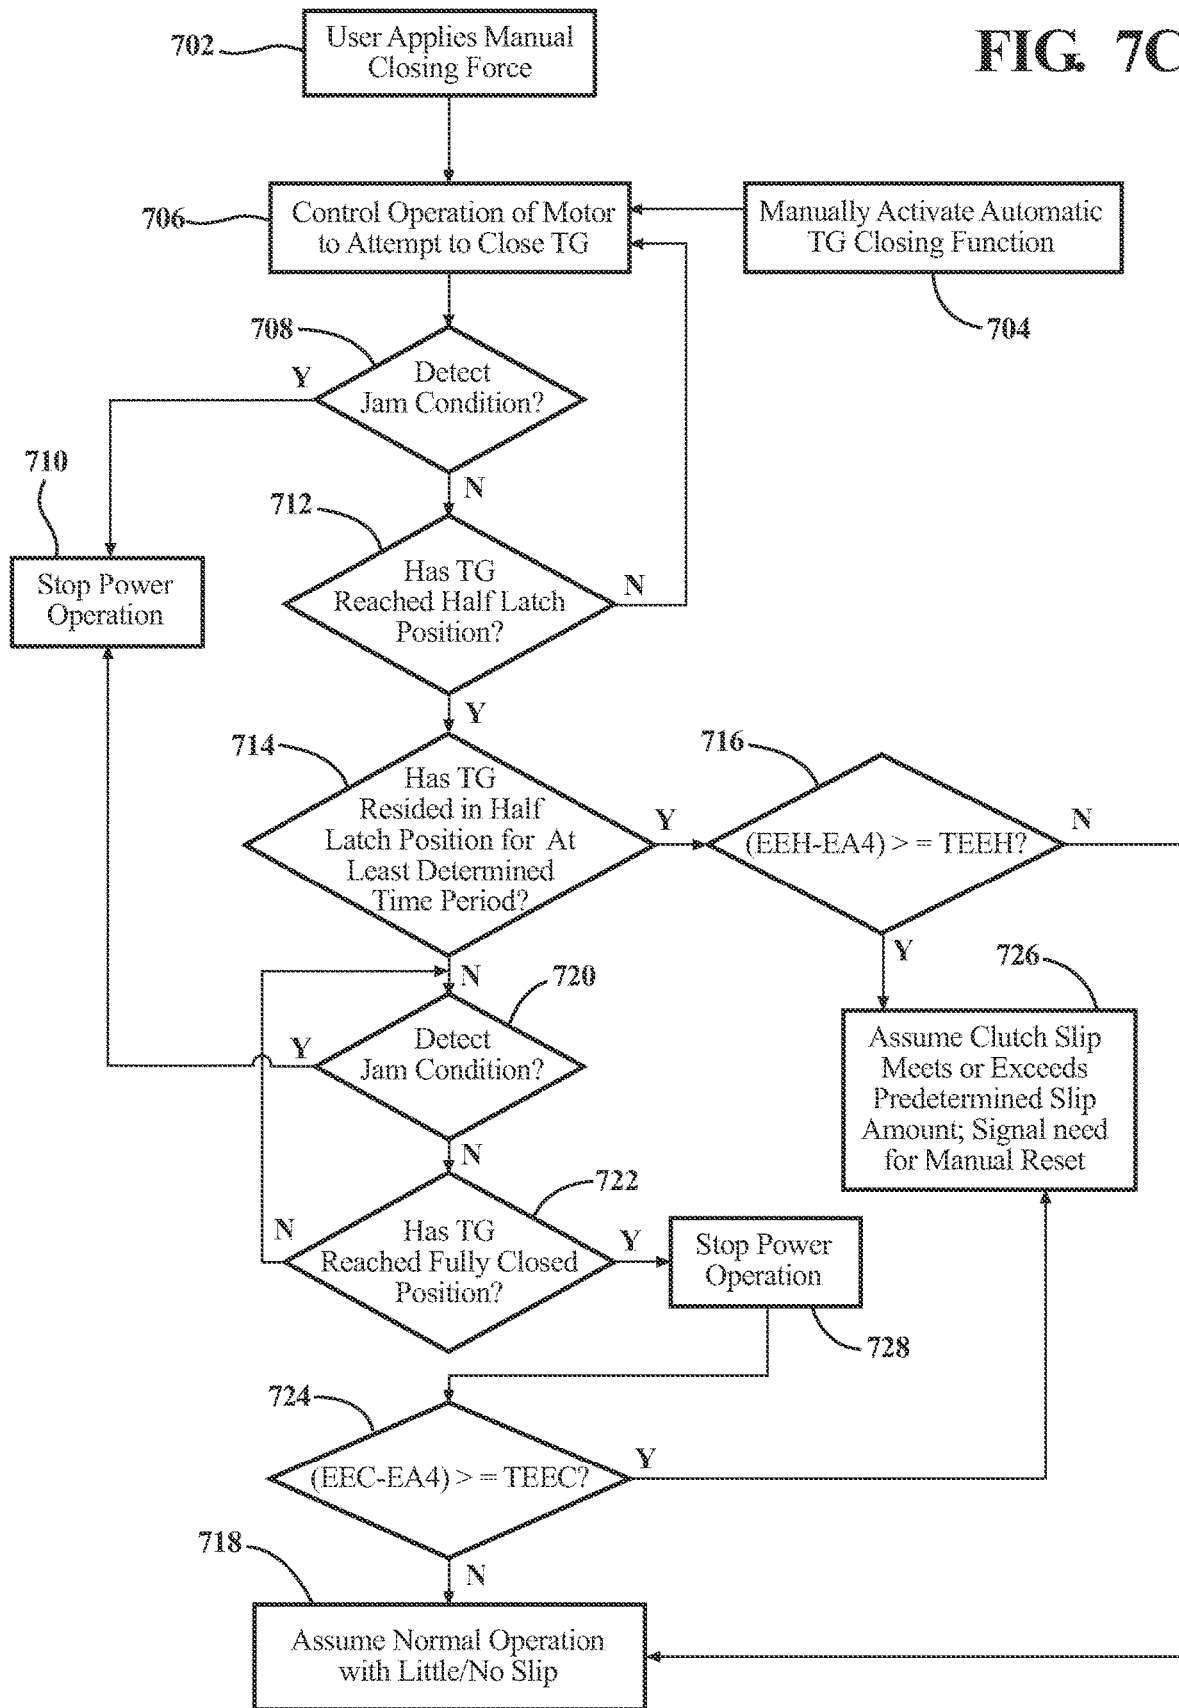 FIG. 7C
702
User Applies Manual
Closing Force
706
Control Operation of Motor
to Attempt to Close TG
Manually Activate Automatic
TG Closing Function
704
708
Y
Detect
Jam Condition?
N
710
Stop Power
Operation
712
Has TG
Reached Half Latch
Position?
N
Y
714
Has TG
Resided in Half
Latch Position for At
Least Determined
Time Period?
Y
N
716
(EEH-EA4) > = TEEH?
N
Y
720
Y
Detect
Jam Condition?
N
726
Assume Clutch Slip
Meets or Exceeds
Predetermined Slip
Amount; Signal need
for Manual Reset
722
N
Has TG
Reached Fully Closed
Position?
Y
Stop Power
Operation
728
724
(EEC-EA4) > = TEEC?
Y
N
718
Assume Normal Operation
with Little/No Slip